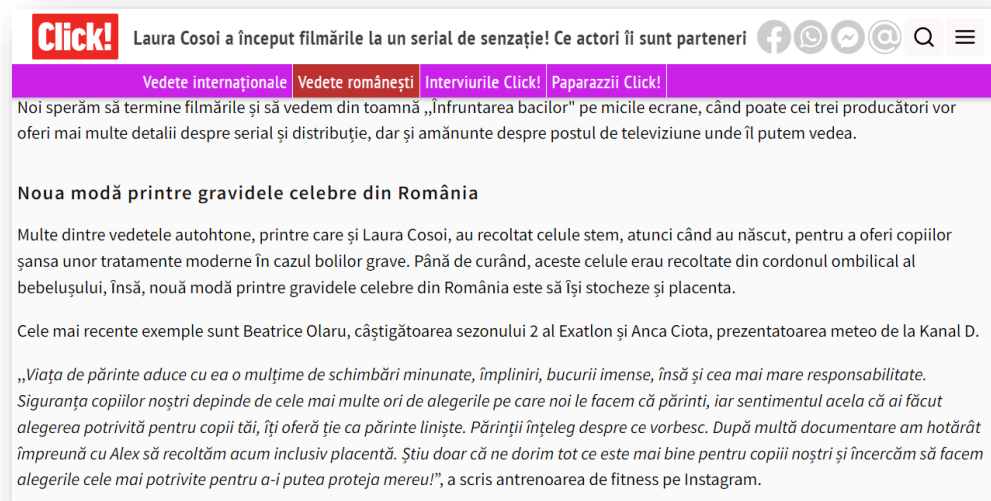 Click!
Laura Cosoi a început filmările la un serial de senzație! Ce actori îi sunt parteneri
Vedete internaționale Vedete românești Interviurile Click! Paparazzii Click!
Noi sperăm să termine filmările și să vedem din toamnă ,,Înfruntarea bacilor" pe micile ecrane, când poate cei trei producători vor
oferi mai multe detalii despre serial și distribuție, dar și amănunte despre postul de televiziune unde îl putem vedea.
Noua modă printre gravidele celebre din România
Multe dintre vedetele autohtone, printre care și Laura Cosoi, au recoltat celule stem, atunci când au născut, pentru a oferi copiilor
șansa unor tratamente moderne în cazul bolilor grave. Până de curând, aceste celule erau recoltate din cordonul ombilical al
bebelușului, însă, nouă modă printre gravidele celebre din România este să își stocheze și placenta.
Cele mai recente exemple sunt Beatrice Olaru, câștigătoarea sezonului 2 al Exatlon și Anca Ciota, prezentatoarea meteo de la Kanal D.
,,Viața de părinte aduce cu ea o mulțime de schimbări minunate, împliniri, bucurii imense, însă și cea mai mare responsabilitate.
Siguranța copiilor noștri depinde de cele mai multe ori de alegerile pe care noi le facem că părinti, iar sentimentul acela că ai făcut
alegerea potrivită pentru copii tăi, îți oferă ție ca părinte liniște. Părinții înțeleg despre ce vorbesc. După multă documentare am hotărât
împreună cu Alex să recoltăm acum inclusiv placentă. Știu doar că ne dorim tot ce este mai bine pentru copiii noștri și încercăm să facem
alegerile cele mai potrivite pentru a-i putea proteja mereu!”, a scris antrenoarea de fitness pe Instagram.